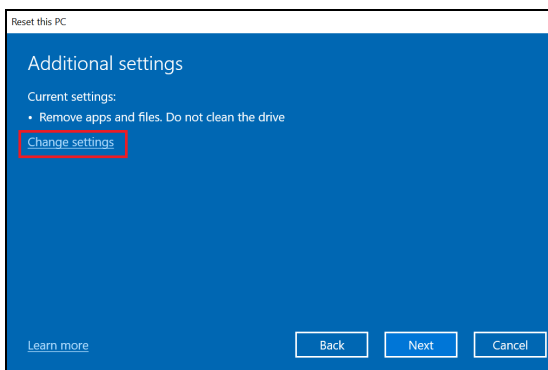 Reset this PC
Additional settings
Current settings:
• Remove apps and files. Do not clean the drive
Change settings
Learn more
Back
Next
Cancel